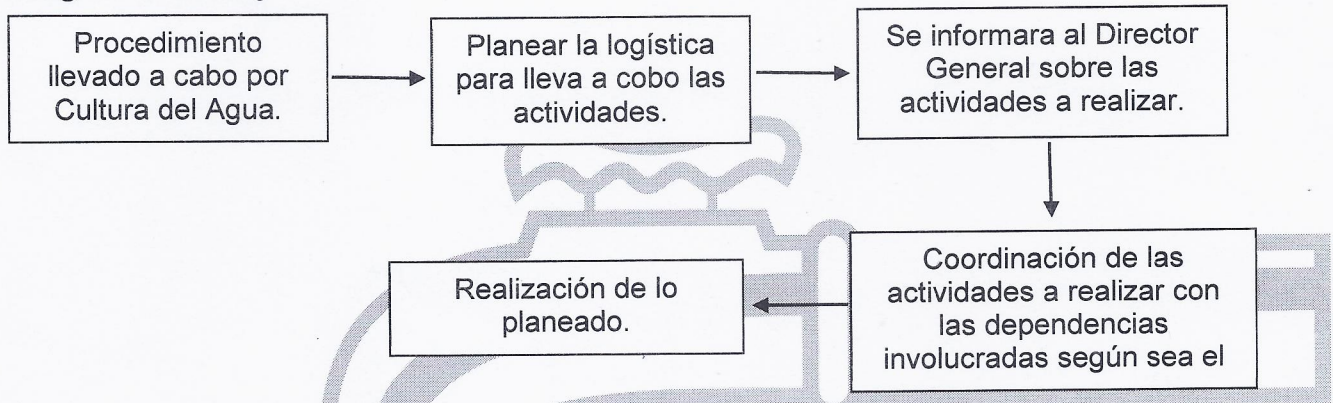 Procedimiento
llevado a cabo por
Cultura del Agua.
Planear la logística
para lleva a cobo las
actividades.
Se informara al Director
General sobre las
actividades a realizar.
Coordinación de las
actividades a realizar con
las dependencias
involucradas según sea el
Realización de lo
planeado.